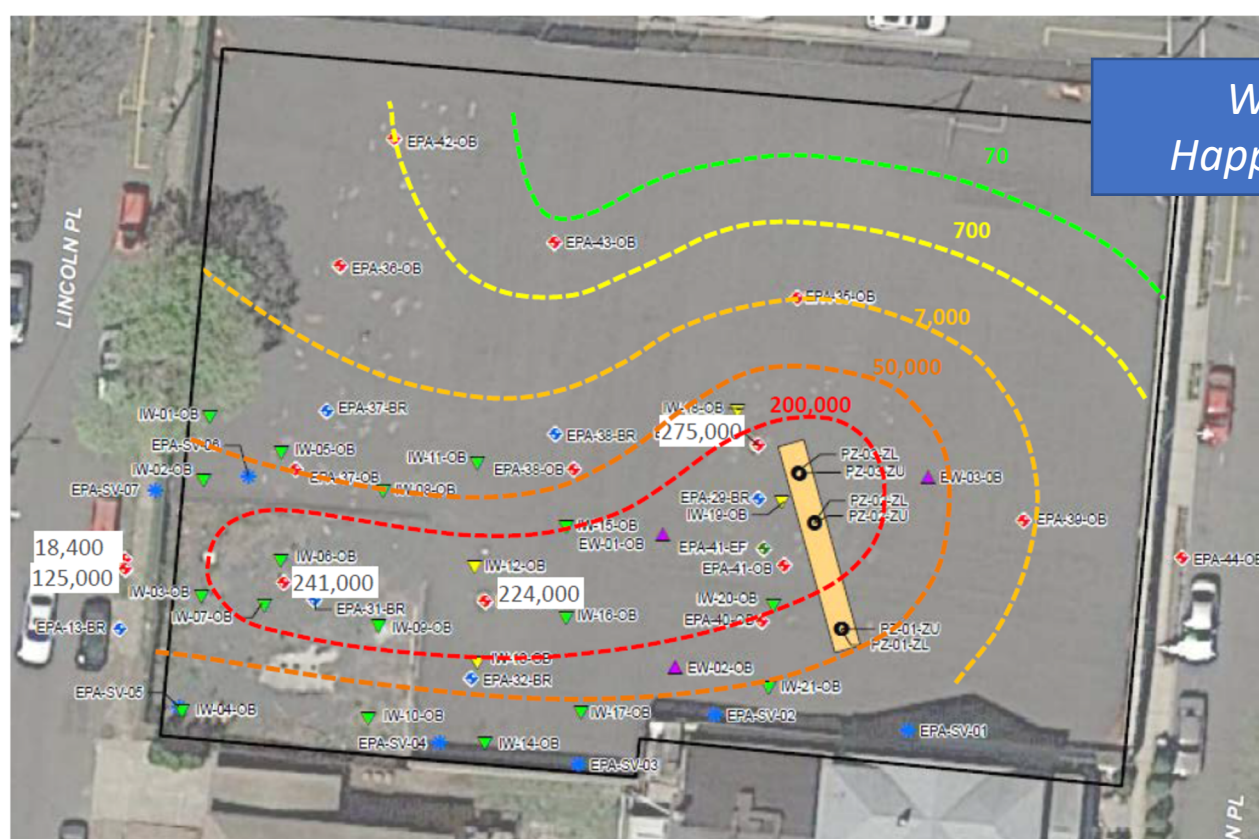 W
Happ
EPA-42-OB
70
LINCOLN PL
700
EPA-43-OB
EPA-36-OB
EPA-35-OB
7,000
50,000
IW-18-OB
200,000
EPA-37-BR
IW-01-OB
275,000
EPA-38-BR
EPA-SV-06
IW-05-OB
IW-11-OB
PZ-03-ZL
PZ-03-ZU
IW-02-OB
EPA-37-OB
EPA-38-OB
EW-03-OB
EPA-SV-07
IW-08-OB
EPA-29-BR
PZ-02-ZL
IW-19-OB
PZ-02-ZU
EPA-39-OB
IW-15-OB
EW-01-OB
EPA-41-EF
18,400
IW-06-OB
IW-12-OB
EPA-41-OB
EPA-44-OB
125,000
241,000
224,000
IW-03-OB
IW-07-OB
EPA-31-BR
IW-20-OB
IW-16-OB
EPA-40-OB
EPA-13-BR
IW-09-OB
PZ-01-ZU
PZ-01-ZL
IW-13-OB
EW-02-OB
EPA-32-BR
EPA-SV-05
IW-21-OB
IW-04-OB
IW-10-OB
IW-17-OB
EPA-SV-02
EPA-SV-01
EPA-SV-04
IW-14-OB
EPA-SV-03
N PL